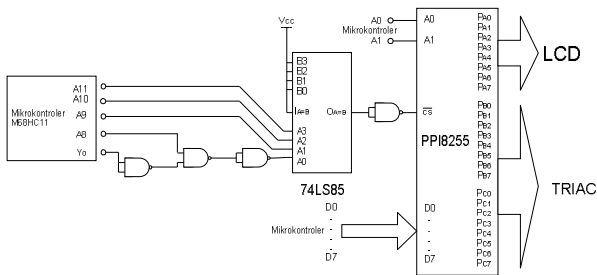 Mikrokontroler
M68HC11
A11
A10
A9
A8
Yo
Vcc
B3
B2
B1
B0
IA=B
OA=B
A3
A2
A1
A0
74LS85
A0
Mikrokontroler
A1
A0
A1
CS
PPI8255
D0
D7
D0
Mikrokontroler
D7
PA0
PA1
PA2
PA3
PA4
PA5
PA6
PA7
PB0
PB1
PB2
PB3
PB4
PB5
PB6
PB7
PC0
PC1
PC2
PC3
PC4
PC5
PC6
PC7
LCD
TRIAC